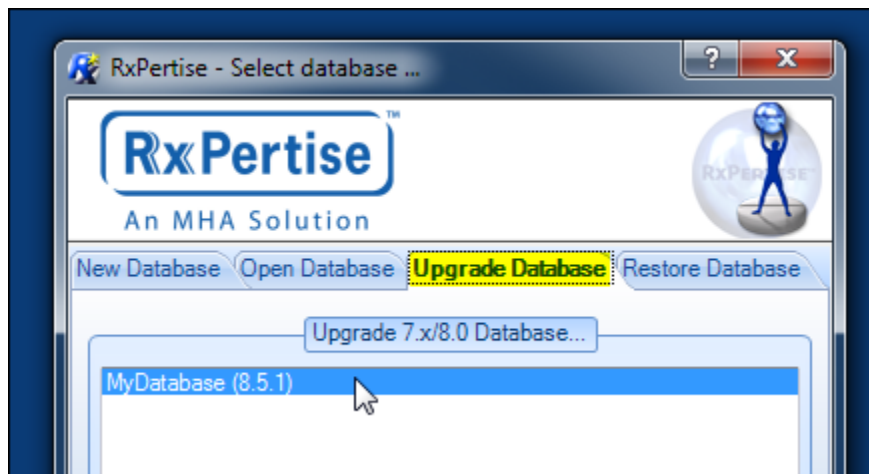 RxPertise - Select database ...
?
X
RxPertise™
An MHA Solution
RXPERTISE
New Database
Open Database
Upgrade Database
Restore Database
Upgrade 7.x/8.0 Database...
MyDatabase (8.5.1)